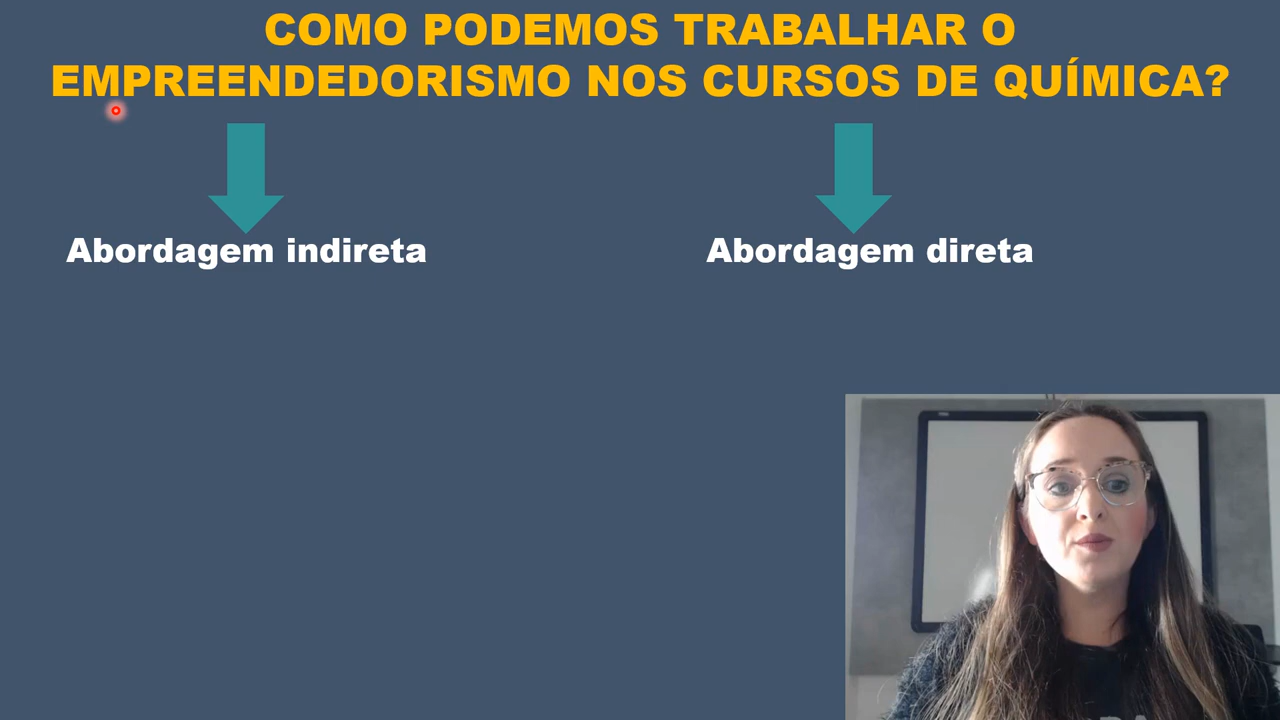 COMO PODEMOS TRABALHAR O
EMPREENDEDORISMO NOS CURSOS DE QUÍMICA?
Abordagem indireta
Abordagem direta